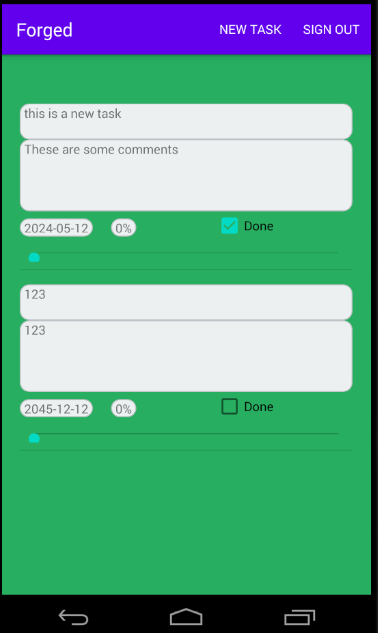 Forged NEW TASK SIGN OUT
this is a new task
These are some comments
2024-05-12 0% Done
123
123
2045-12-12 0% Done